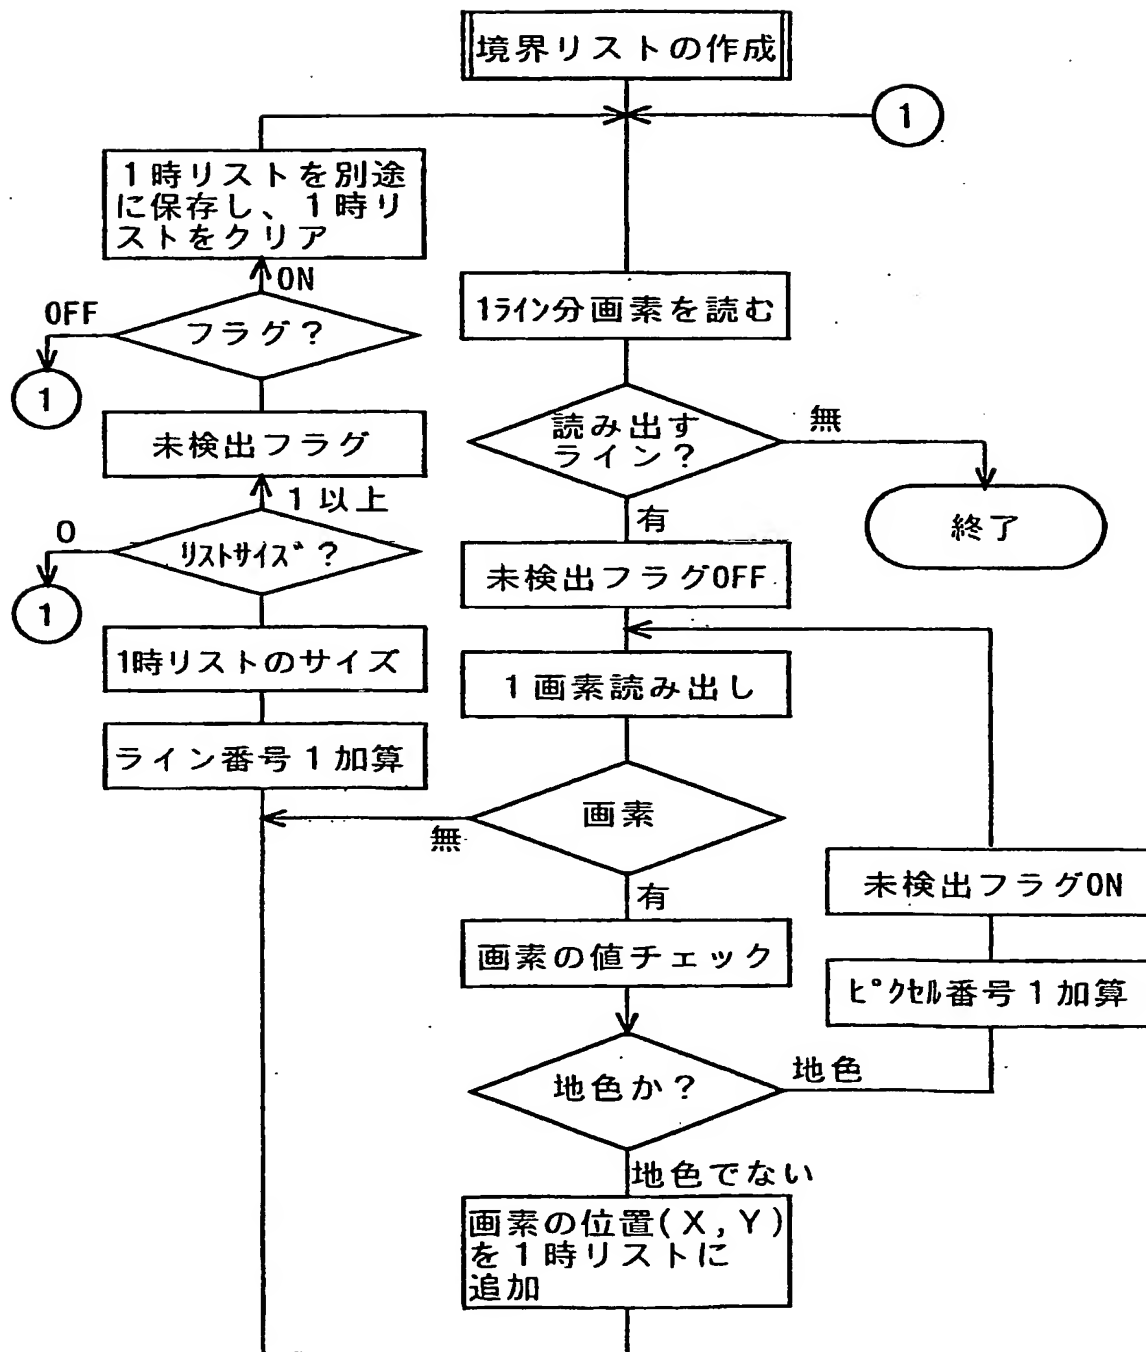 境界リストの作成
1
1時リストを別途
に保存し、1時リ
ストをクリア
ON
OFF
フラグ?
1
未検出フラグ
1以上
0
リストサイズ?
1
1時リストのサイズ
ライン番号1加算
1ライン分画素を読む
読み出す
ライン?
無
終了
有
未検出フラグOFF
1画素読み出し
画素
無
有
画素の値チェック
地色か?
地色
ピクセル番号1加算
未検出フラグON
地色でない
画素の位置(X,Y)
を1時リストに
追加